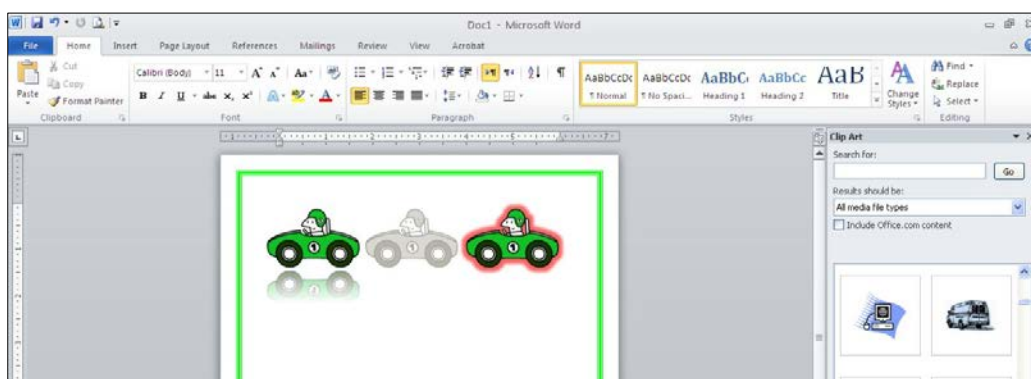 Doc1 - Microsoft Word
File Home Insert Page Layout References Mailings Review View Acrobat
Cut
Copy
Format Painter
Paste
Clipboard
Calibri (Body) 11
Font
Paragraph
AaBbCcDc AaBbCcDc AaBbC AaBbCc AaB
¶ Normal ¶ No Spaci... Heading 1 Heading 2 Title
Change Styles
Styles
Find
Replace
Select
Editing
Clip Art
Search for:
Go
Results should be:
All media file types
Include Office.com content